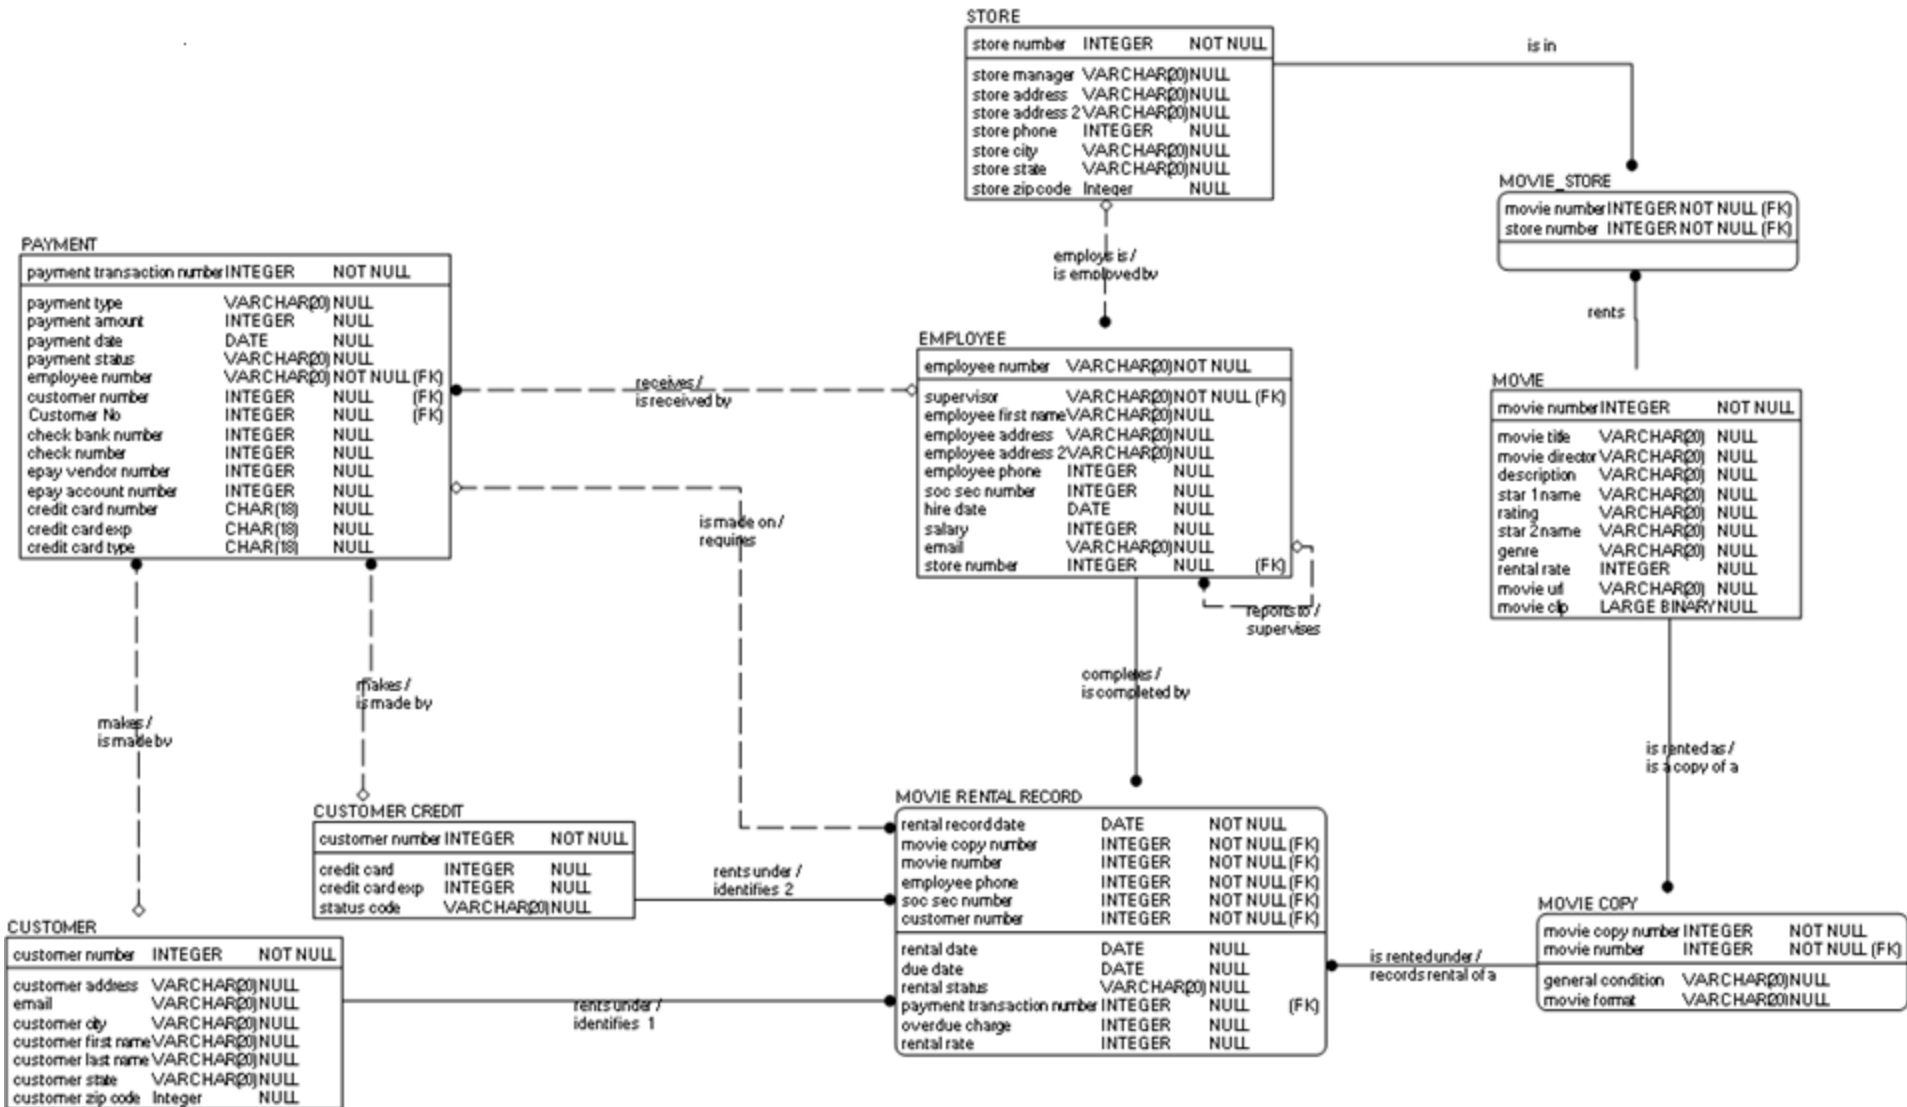 STORE
store number INTEGER NOT NULL
store manager VARCHAR(20) NULL
store address VARCHAR(20) NULL
store address 2 VARCHAR(20) NULL
store phone INTEGER NULL
store city VARCHAR(20) NULL
store state VARCHAR(20) NULL
store zip code Integer NULL
is in
MOVIE_STORE
movie number INTEGER NOT NULL (FK)
store number INTEGER NOT NULL (FK)
employs is /
is employed by
rents
PAYMENT
payment transaction number INTEGER NOT NULL
payment type VARCHAR(20) NULL
payment amount INTEGER NULL
payment date DATE NULL
payment status VARCHAR(20) NULL
employee number VARCHAR(20) NOT NULL (FK)
customer number INTEGER NULL (FK)
Customer No INTEGER NULL (FK)
check bank number INTEGER NULL
check number INTEGER NULL
epay vendor number INTEGER NULL
epay account number INTEGER NULL
credit card number CHAR(18) NULL
credit card exp CHAR(18) NULL
credit card type CHAR(18) NULL
receives /
is received by
EMPLOYEE
employee number VARCHAR(20) NOT NULL
supervisor VARCHAR(20) NOT NULL (FK)
employee first name VARCHAR(20) NULL
employee address VARCHAR(20) NULL
employee address 2 VARCHAR(20) NULL
employee phone INTEGER NULL
soc sec number INTEGER NULL
hire date DATE NULL
salary INTEGER NULL
email VARCHAR(20) NULL
store number INTEGER NULL (FK)
MOVIE
movie number INTEGER NOT NULL
movie title VARCHAR(20) NULL
movie director VARCHAR(20) NULL
description VARCHAR(20) NULL
star 1 name VARCHAR(20) NULL
rating VARCHAR(20) NULL
star 2 name VARCHAR(20) NULL
genre VARCHAR(20) NULL
rental rate INTEGER NULL
movie url VARCHAR(20) NULL
movie clip LARGE BINARY NULL
is made on /
requires
reports to /
supervises
makes /
is made by
makes /
is made by
completes /
is completed by
is rented as /
is a copy of a
CUSTOMER CREDIT
customer number INTEGER NOT NULL
credit card INTEGER NULL
credit card exp INTEGER NULL
status code VARCHAR(20) NULL
rents under /
identifies 2
MOVIE RENTAL RECORD
rental record date DATE NOT NULL
movie copy number INTEGER NOT NULL (FK)
movie number INTEGER NOT NULL (FK)
employee phone INTEGER NOT NULL (FK)
soc sec number INTEGER NOT NULL (FK)
customer number INTEGER NOT NULL (FK)
rental date DATE NULL
due date DATE NULL
rental status VARCHAR(20) NULL
payment transaction number INTEGER NULL (FK)
overdue charge INTEGER NULL
rental rate INTEGER NULL
is rented under /
records rental of a
MOVIE COPY
movie copy number INTEGER NOT NULL
movie number INTEGER NOT NULL (FK)
general condition VARCHAR(20) NULL
movie format VARCHAR(20) NULL
CUSTOMER
customer number INTEGER NOT NULL
customer address VARCHAR(20) NULL
email VARCHAR(20) NULL
customer city VARCHAR(20) NULL
customer first name VARCHAR(20) NULL
customer last name VARCHAR(20) NULL
customer state VARCHAR(20) NULL
customer zip code Integer NULL
rents under /
identifies 1